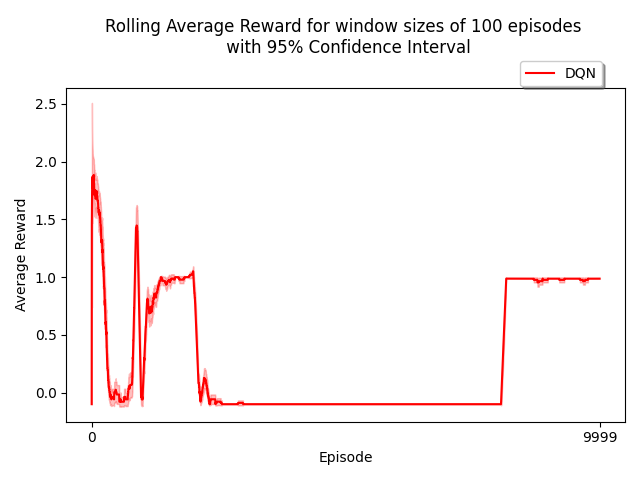 Rolling Average Reward for window sizes of 100 episodes
with 95% Confidence Interval
DQN
2.5
2.0
1.5
1.0
0.5
0.0
Average Reward
0
9999
Episode